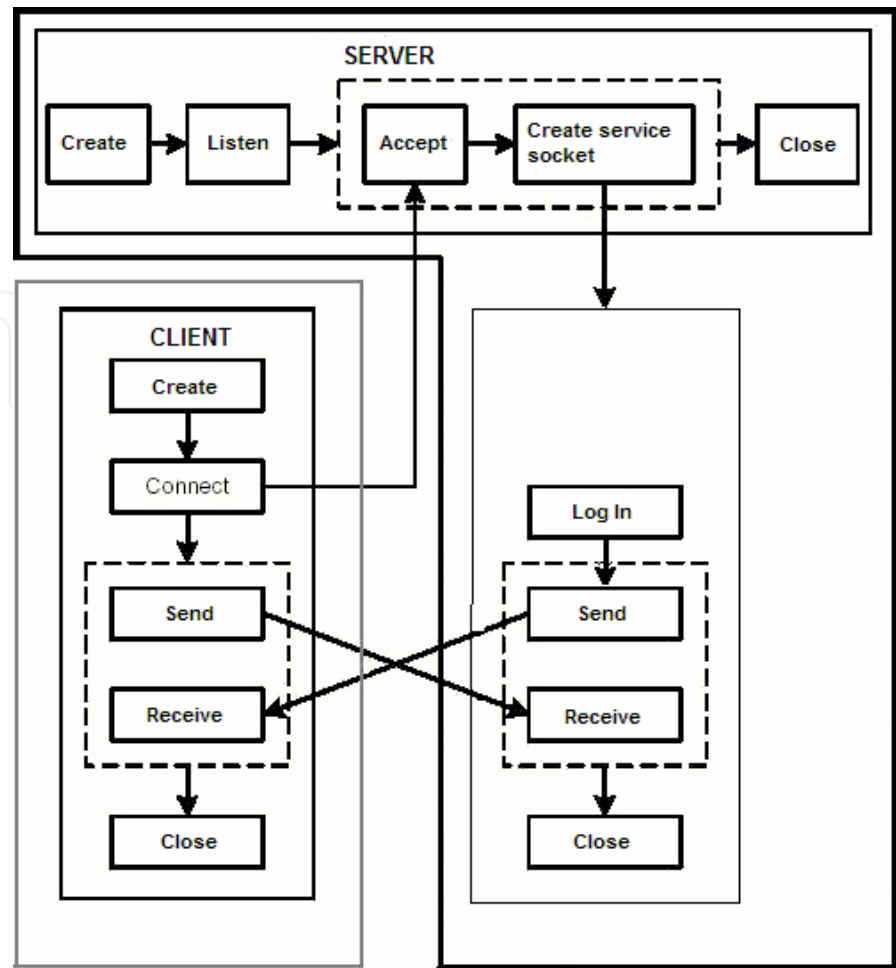 SERVER
Create
Listen
Accept
Create service
socket
Close
CLIENT
Create
Connect
Send
Receive
Close
Log In
Send
Receive
Close